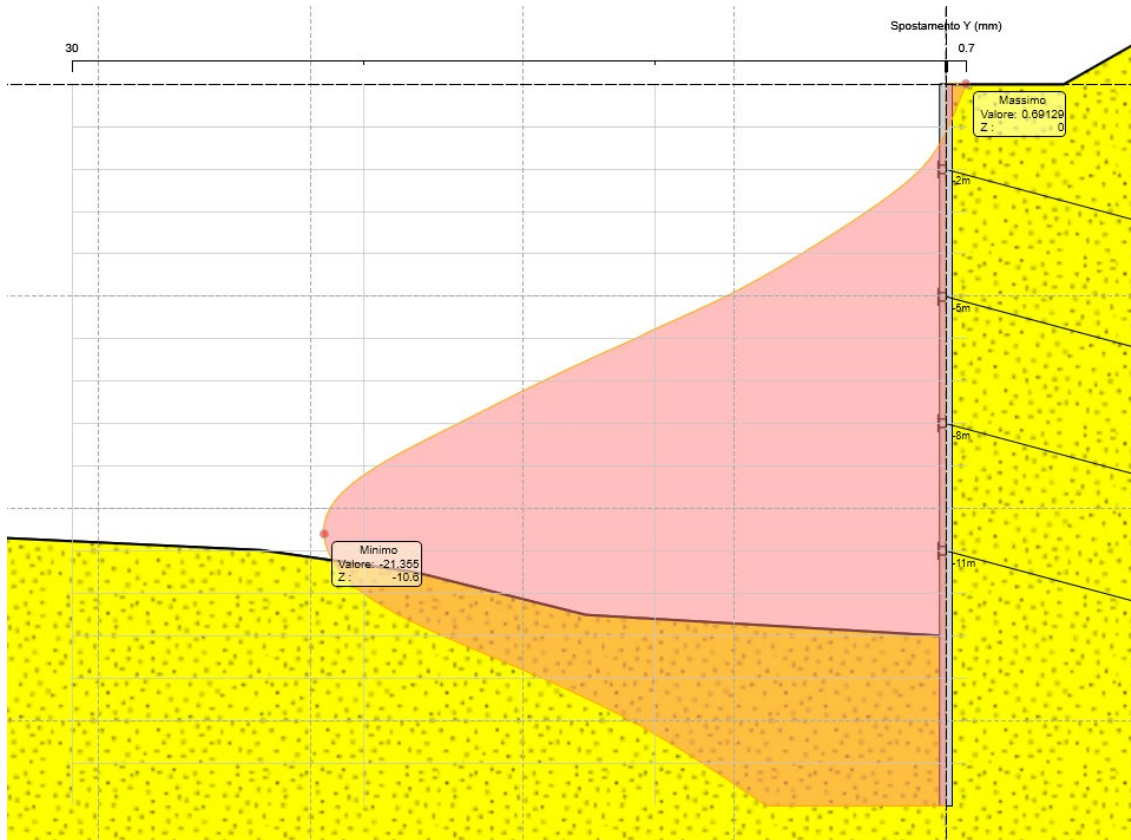 Spostamento Y (mm)
30
0.7
Massimo
Valore: 0.69129
Z : 0
-2m
-5m
-8m
Minimo
Valore: -21.355
Z : -10.6
-11m